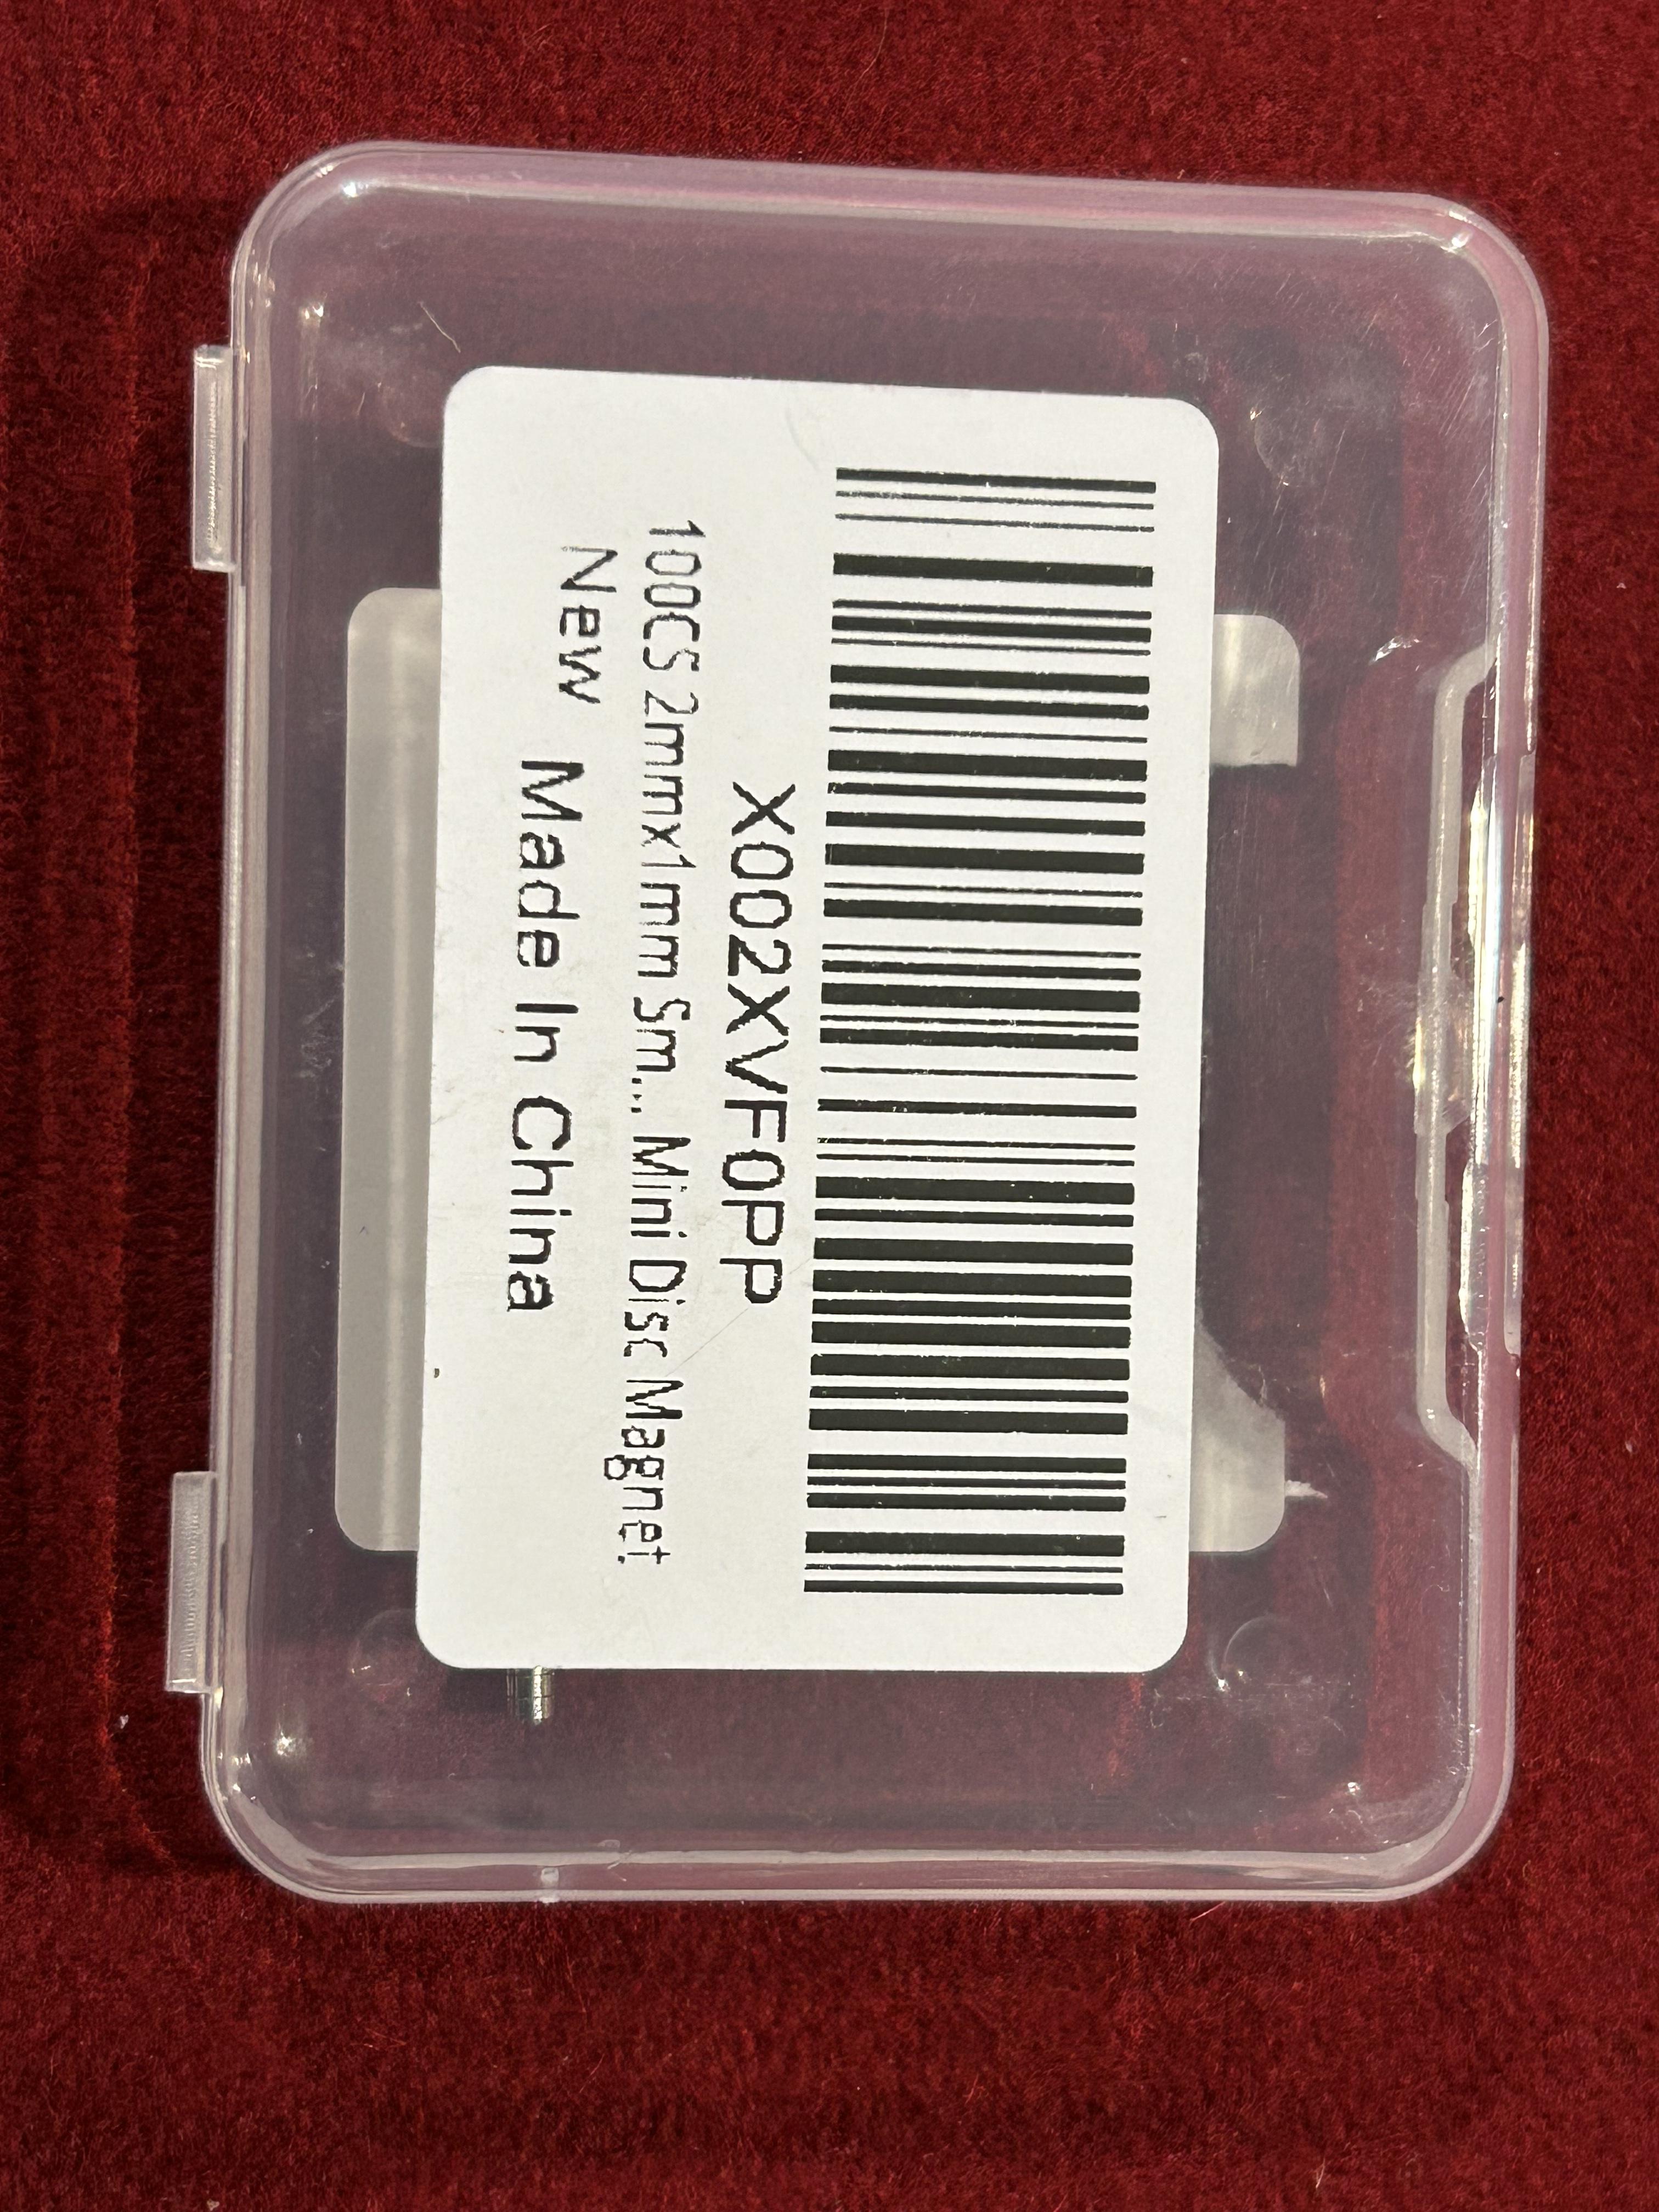 X002XVF0PP
100CS 2mmx1mm Sm... Mini Disc Magnet
New
Made In China